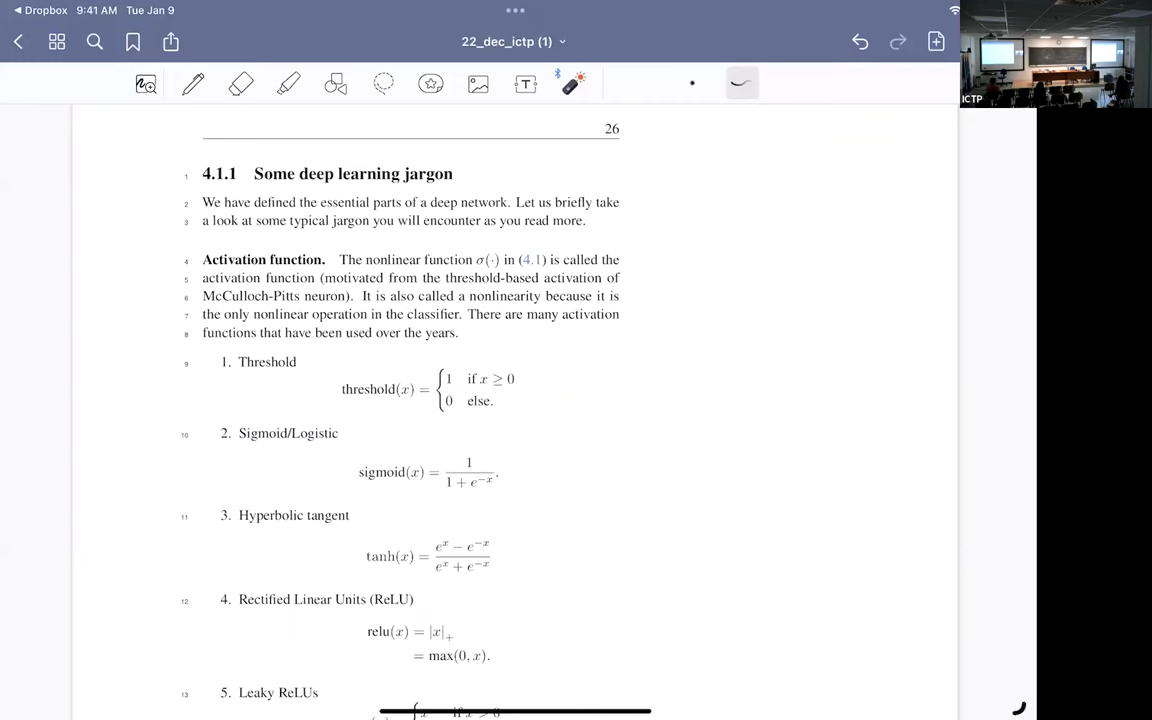 Dropbox 9:41 AM Tue Jan 9
22_dec_ictp (1)
T
ICTP
26
1 4.1.1 Some deep learning jargon
2 We have defined the essential parts of a deep network. Let us briefly take
3 a look at some typical jargon you will encounter as you read more.
4 Activation function. The nonlinear function σ(·) in (4.1) is called the
5 activation function (motivated from the threshold-based activation of
6 McCulloch-Pitts neuron). It is also called a nonlinearity because it is
7 the only nonlinear operation in the classifier. There are many activation
8 functions that have been used over the years.
9 1. Threshold
threshold(x) = { 1 if x ≥ 0
0 else.
10 2. Sigmoid/Logistic
sigmoid(x) = 1 / (1 + e^{-x}).
11 3. Hyperbolic tangent
tanh(x) = (e^x − e^{-x}) / (e^x + e^{-x})
12 4. Rectified Linear Units (ReLU)
relu(x) = |x|_+
= max(0, x).
13 5. Leaky ReLUs